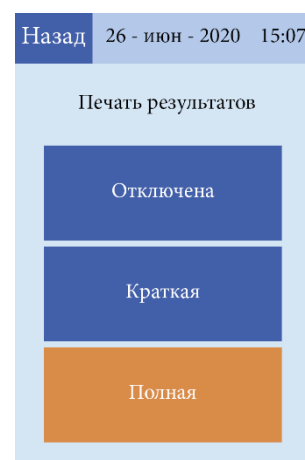 Назад 26 - июн - 2020 15:07
Печать результатов
Отключена
Краткая
Полная